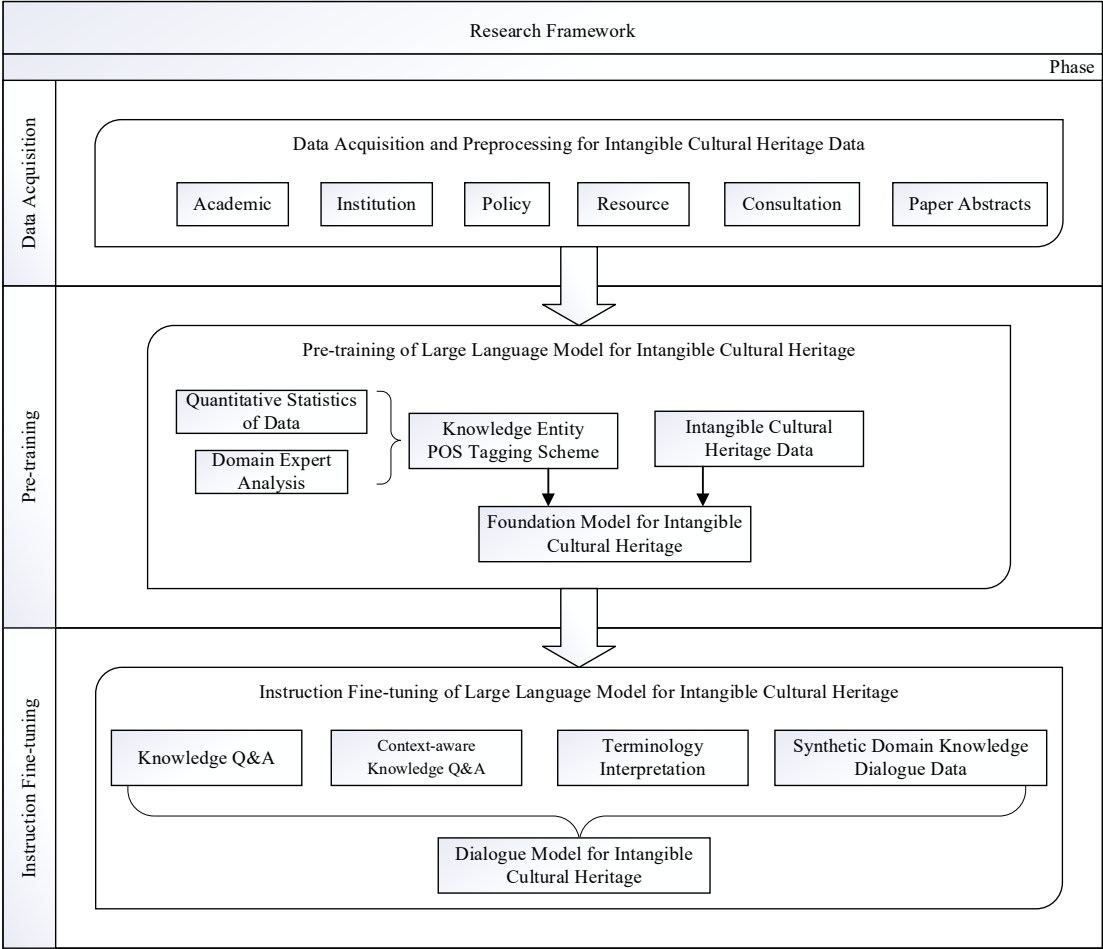 Research Framework
Phase
Data Acquisition
Data Acquisition and Preprocessing for Intangible Cultural Heritage Data
Academic
Institution
Policy
Resource
Consultation
Paper Abstracts
Pre-training
Pre-training of Large Language Model for Intangible Cultural Heritage
Quantitative Statistics
of Data
Domain Expert
Analysis
Knowledge Entity
POS Tagging Scheme
Intangible Cultural
Heritage Data
Foundation Model for Intangible
Cultural Heritage
Instruction Fine-tuning
Instruction Fine-tuning of Large Language Model for Intangible Cultural Heritage
Knowledge Q&A
Context-aware
Knowledge Q&A
Terminology
Interpretation
Synthetic Domain Knowledge
Dialogue Data
Dialogue Model for Intangible
Cultural Heritage